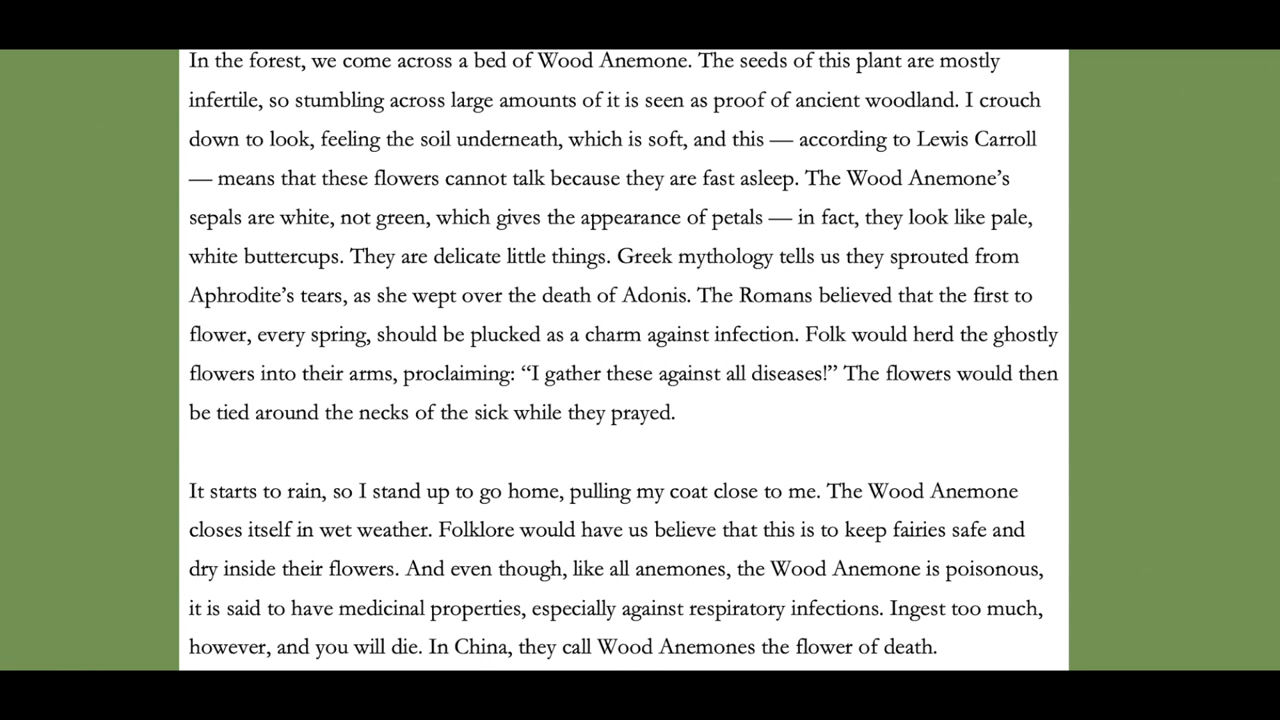 In the forest, we come across a bed of Wood Anemone. The seeds of this plant are mostly
infertile, so stumbling across large amounts of it is seen as proof of ancient woodland. I crouch
down to look, feeling the soil underneath, which is soft, and this — according to Lewis Carroll
— means that these flowers cannot talk because they are fast asleep. The Wood Anemone’s
sepals are white, not green, which gives the appearance of petals — in fact, they look like pale,
white buttercups. They are delicate little things. Greek mythology tells us they sprouted from
Aphrodite’s tears, as she wept over the death of Adonis. The Romans believed that the first to
flower, every spring, should be plucked as a charm against infection. Folk would herd the ghostly
flowers into their arms, proclaiming: “I gather these against all diseases!” The flowers would then
be tied around the necks of the sick while they prayed.
It starts to rain, so I stand up to go home, pulling my coat close to me. The Wood Anemone
closes itself in wet weather. Folklore would have us believe that this is to keep fairies safe and
dry inside their flowers. And even though, like all anemones, the Wood Anemone is poisonous,
it is said to have medicinal properties, especially against respiratory infections. Ingest too much,
however, and you will die. In China, they call Wood Anemones the flower of death.